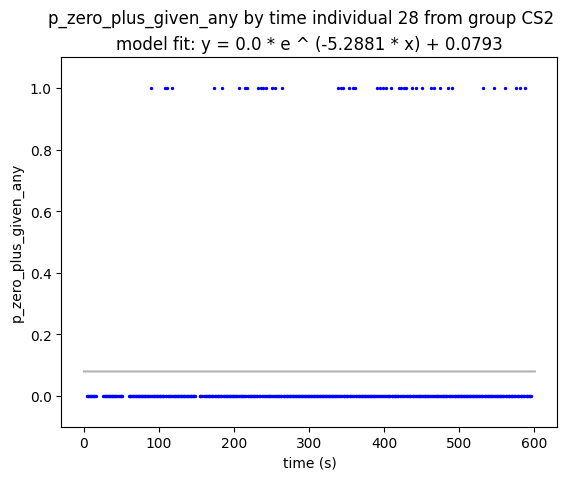 p_zero_plus_given_any by time individual 28 from group CS2
model fit: y = 0.0 * e ^ (-5.2881 * x) + 0.0793
1.0
0.8
0.6
0.4
0.2
0.0
p_zero_plus_given_any
0 100 200 300 400 500 600
time (s)